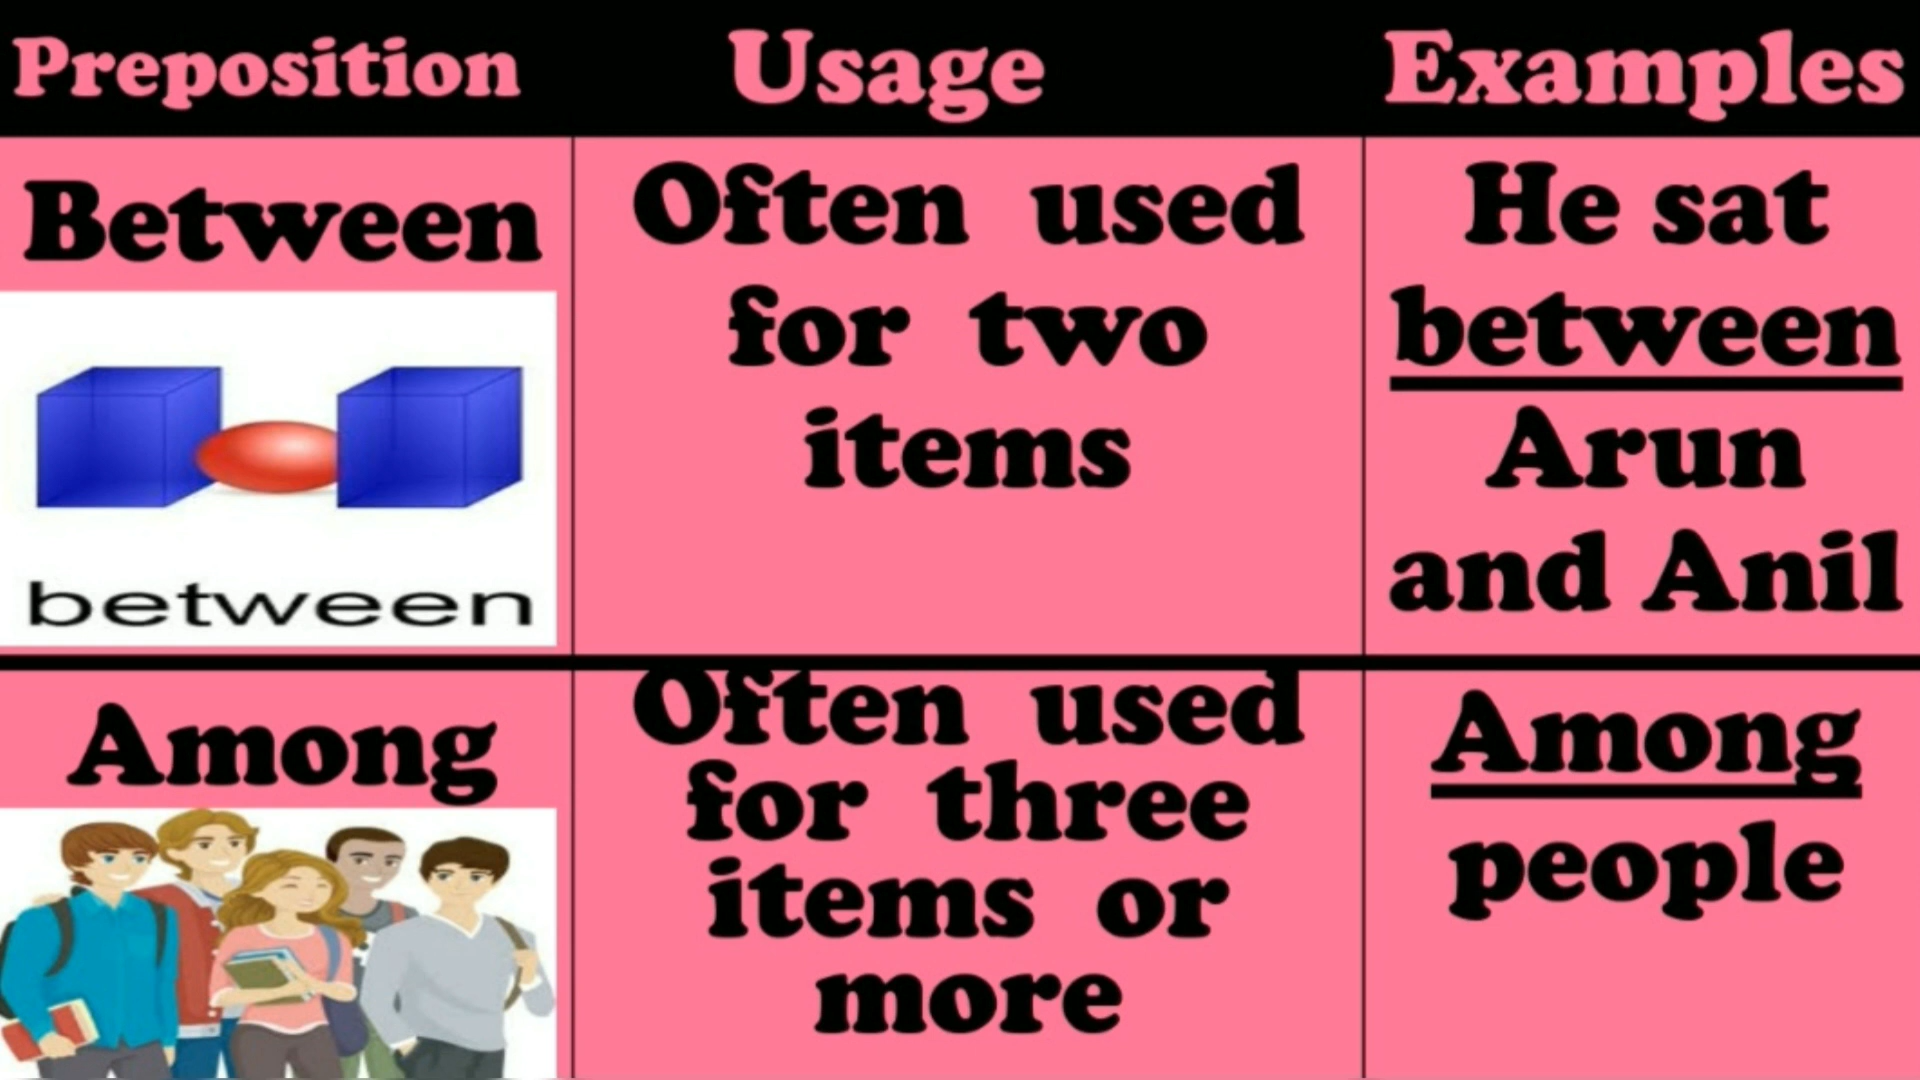 Preposition Usage Examples
Between
Often used
for two
items
He sat
between
Arun
and Anil
between
Among
Often used
for three
items or
more
Among
people